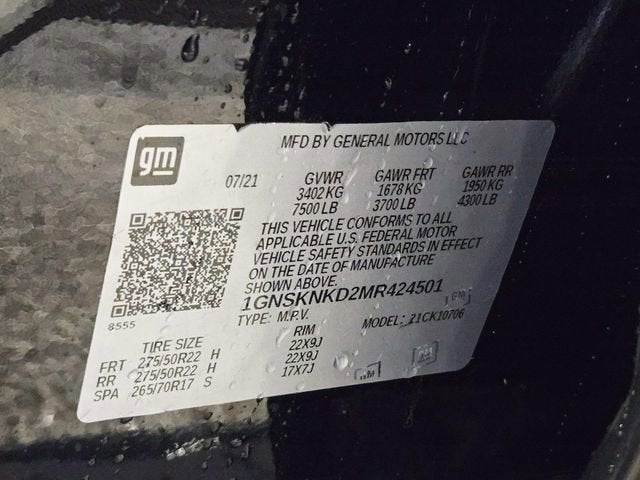 gm
MFD BY GENERAL MOTORS LLC
07/21
GVWR GAWR FRT GAWR RR
3402 KG 1678 KG 1950 KG
7500 LB 3700 LB 4300 LB
THIS VEHICLE CONFORMS TO ALL
APPLICABLE U.S. FEDERAL MOTOR
VEHICLE SAFETY STANDARDS IN EFFECT
ON THE DATE OF MANUFACTURE
SHOWN ABOVE.
1GNSKNKD2MR424501
8555
TYPE: M.P.V. MODEL: 21CK10706
GM
TIRE SIZE RIM
FRT 275/50R22 H 22X9J
RR 275/50R22 H 22X9J
SPA 265/70R17 S 17X7J
GM